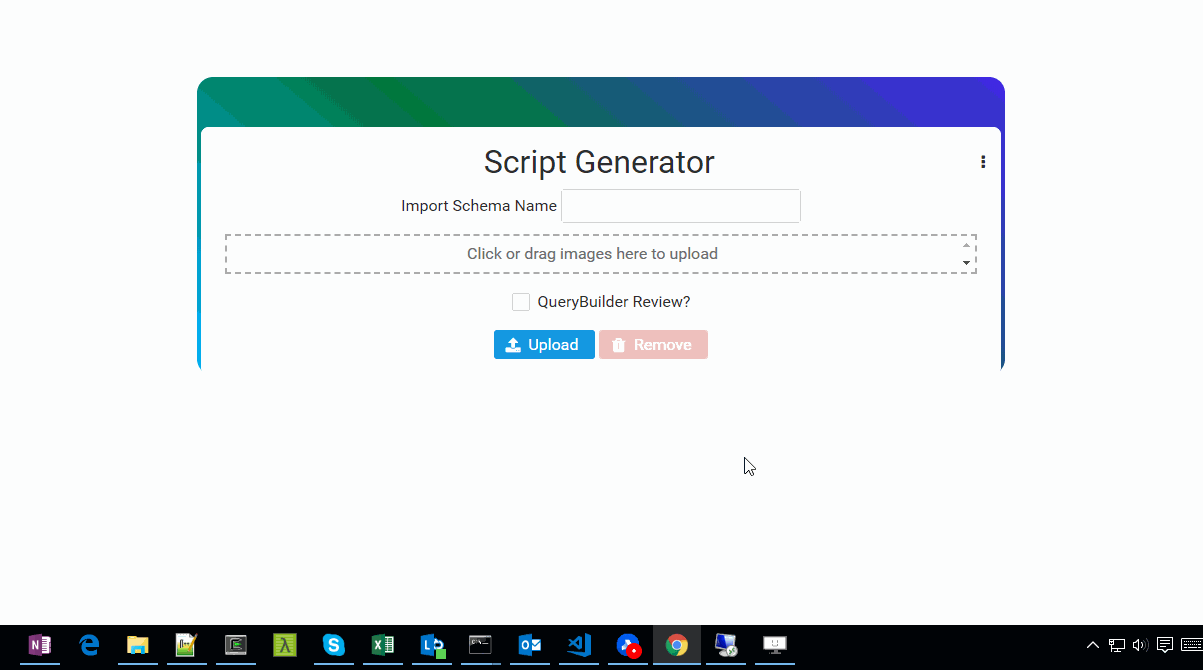 Script Generator
Import Schema Name
Click or drag images here to upload
QueryBuilder Review?
Upload Remove